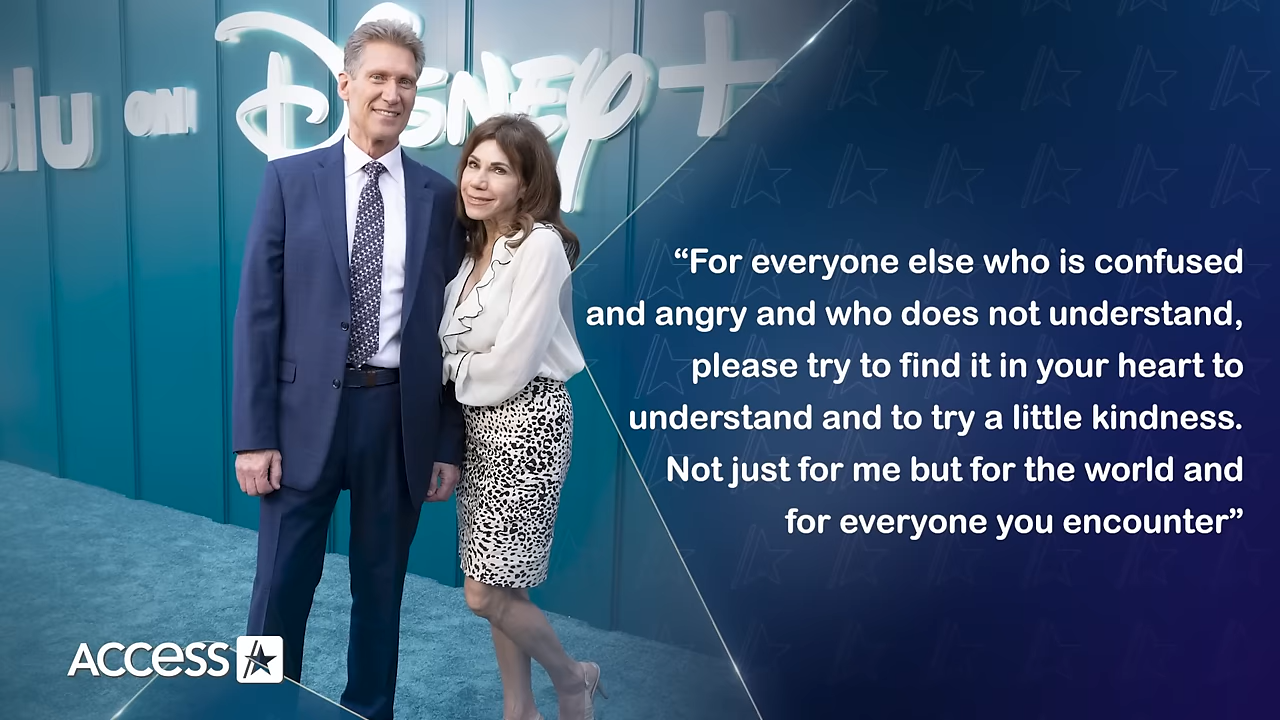 ulu ON Disney+
“For everyone else who is confused
and angry and who does not understand,
please try to find it in your heart to
understand and to try a little kindness.
Not just for me but for the world and
for everyone you encounter”
ACCESS